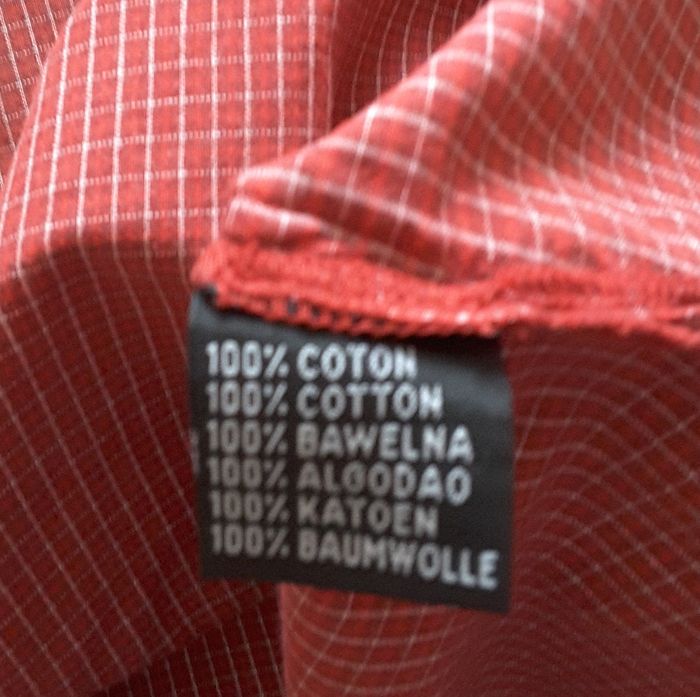 100% COTON
100% COTTON
100% BAWELNA
100% ALGODAO
100% KATOEN
100% BAUMWOLLE